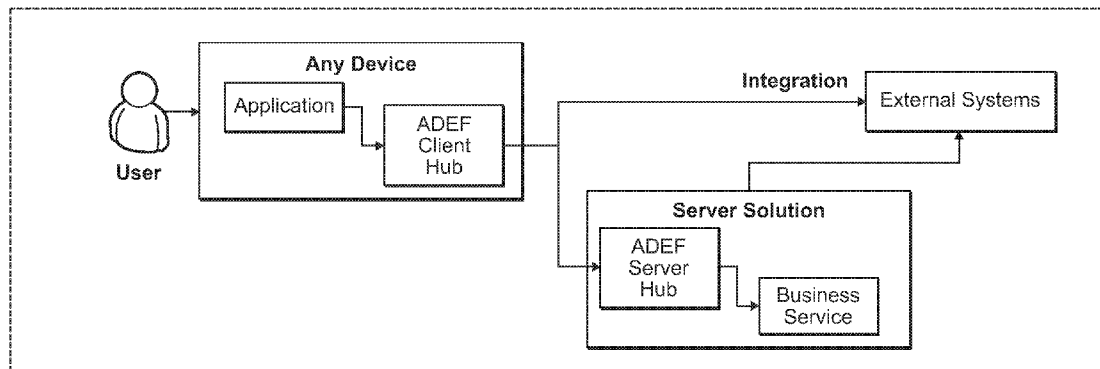 Any Device
Application
ADEF
Client
Hub
User
Integration
External Systems
Server Solution
ADEF
Server
Hub
Business
Service